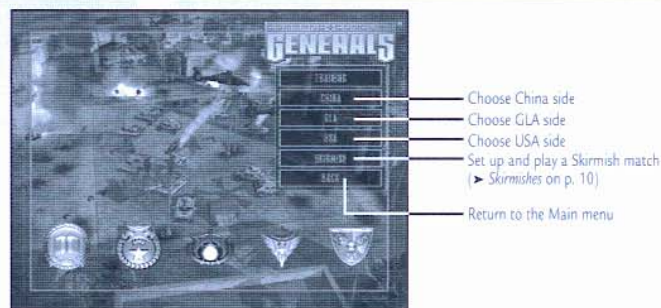 GENERALS
CHINA
GLA
USA
SKIRMISH
BACK
Choose China side
Choose GLA side
Choose USA side
Set up and play a Skirmish match
(➤ Skirmishes on p. 10)
Return to the Main menu